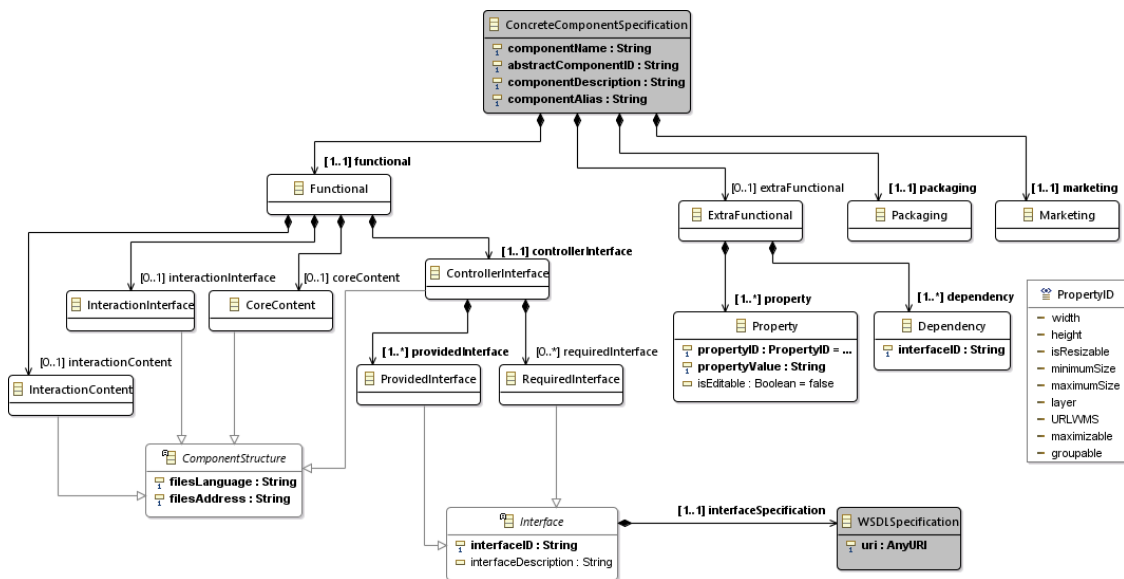 ConcreteComponentSpecification
componentName : String
abstractComponentID : String
componentDescription : String
componentAlias : String
[1..1] functional
Functional
[0..1] extraFunctional
ExtraFunctional
[1..1] packaging
Packaging
[1..1] marketing
Marketing
[0..1] interactionInterface
InteractionInterface
[0..1] coreContent
CoreContent
[1..1] controllerInterface
ControllerInterface
[0..1] interactionContent
InteractionContent
[1..*] providedInterface
ProvidedInterface
[0..*] requiredInterface
RequiredInterface
[1..*] property
Property
propertyID : PropertyID = ...
propertyValue : String
isEditable : Boolean = false
[1..*] dependency
Dependency
interfaceID : String
PropertyID
width
height
isResizable
minimumSize
maximumSize
layer
URLWMS
maximizable
groupable
ComponentStructure
filesLanguage : String
filesAddress : String
Interface
interfaceID : String
interfaceDescription : String
[1..1] interfaceSpecification
WSDLSpecification
uri : AnyURI